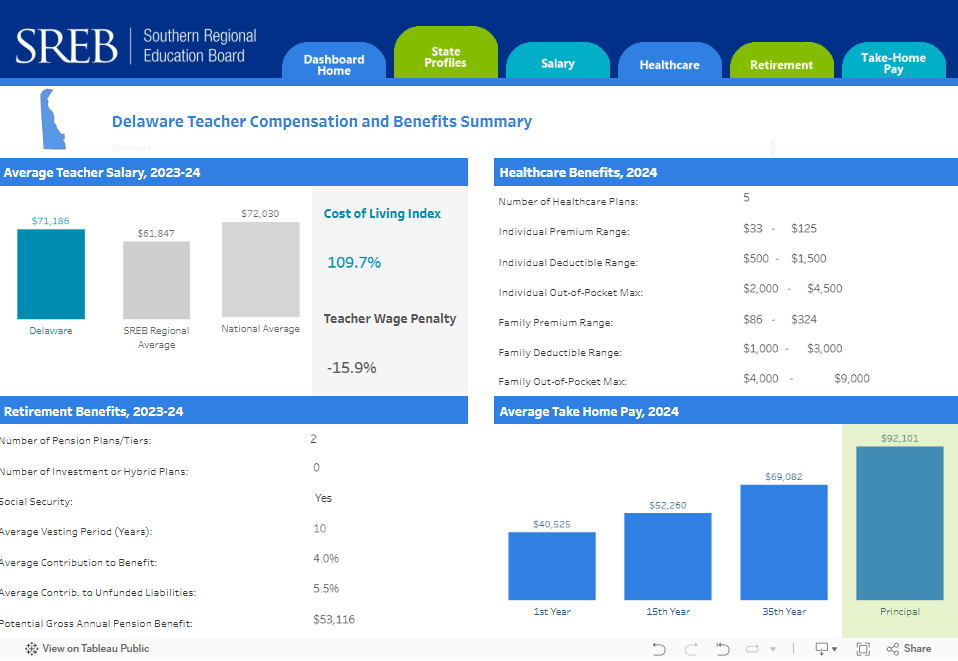 SREB
Southern Regional
Education Board
Dashboard
Home
State
Profiles
Salary
Healthcare
Retirement
Take-Home
Pay
Delaware Teacher Compensation and Benefits Summary
Delaware
Average Teacher Salary, 2023-24
$71,186
$61,847
$72,030
Delaware
SREB Regional
Average
National Average
Cost of Living Index
109.7%
Teacher Wage Penalty
-15.9%
Healthcare Benefits, 2024
Number of Healthcare Plans: 5
Individual Premium Range: $33 - $125
Individual Deductible Range: $500 - $1,500
Individual Out-of-Pocket Max: $2,000 - $4,500
Family Premium Range: $86 - $324
Family Deductible Range: $1,000 - $3,000
Family Out-of-Pocket Max: $4,000 - $9,000
Retirement Benefits, 2023-24
Number of Pension Plans/Tiers: 2
Number of Investment or Hybrid Plans: 0
Social Security: Yes
Average Vesting Period (Years): 10
Average Contribution to Benefit: 4.0%
Average Contrib. to Unfunded Liabilities: 5.5%
Potential Gross Annual Pension Benefit: $53,116
Average Take Home Pay, 2024
$40,525
$52,260
$69,082
$92,101
1st Year
15th Year
35th Year
Principal
View on Tableau Public
Share